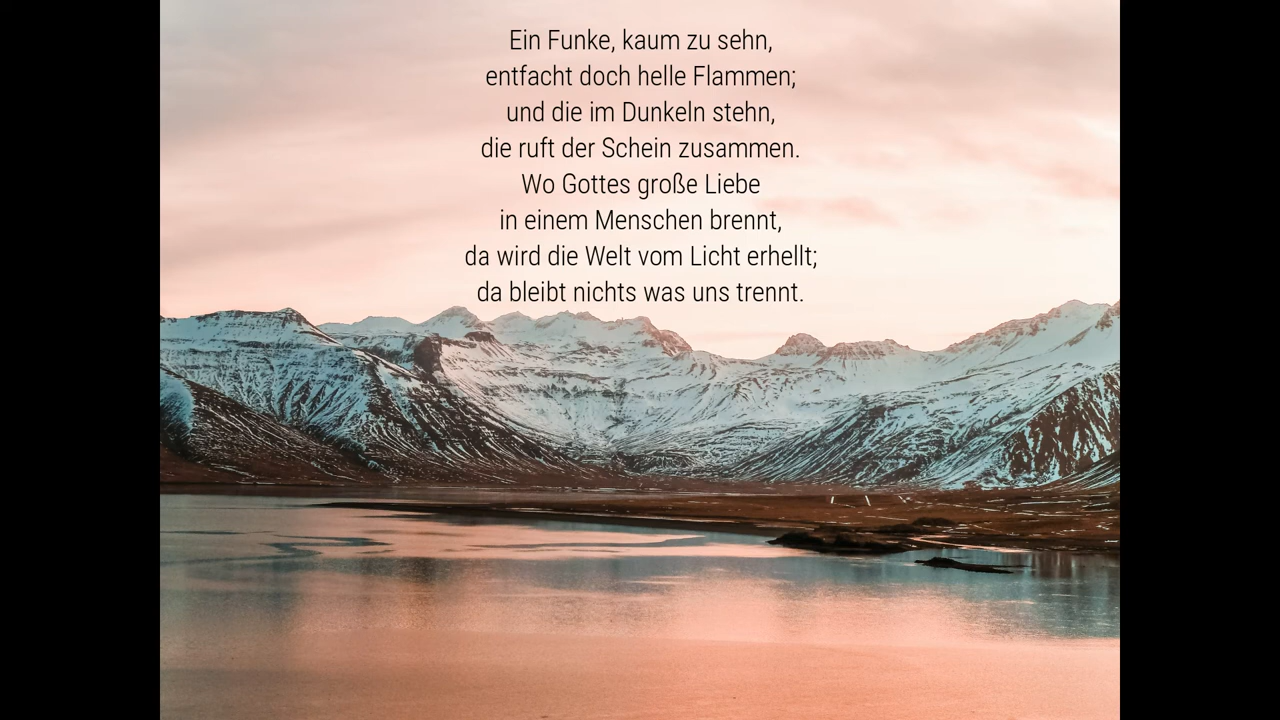 Ein Funke, kaum zu sehn,
entfacht doch helle Flammen;
und die im Dunkeln stehn,
die ruft der Schein zusammen.
Wo Gottes große Liebe
in einem Menschen brennt,
da wird die Welt vom Licht erhellt;
da bleibt nichts was uns trennt.